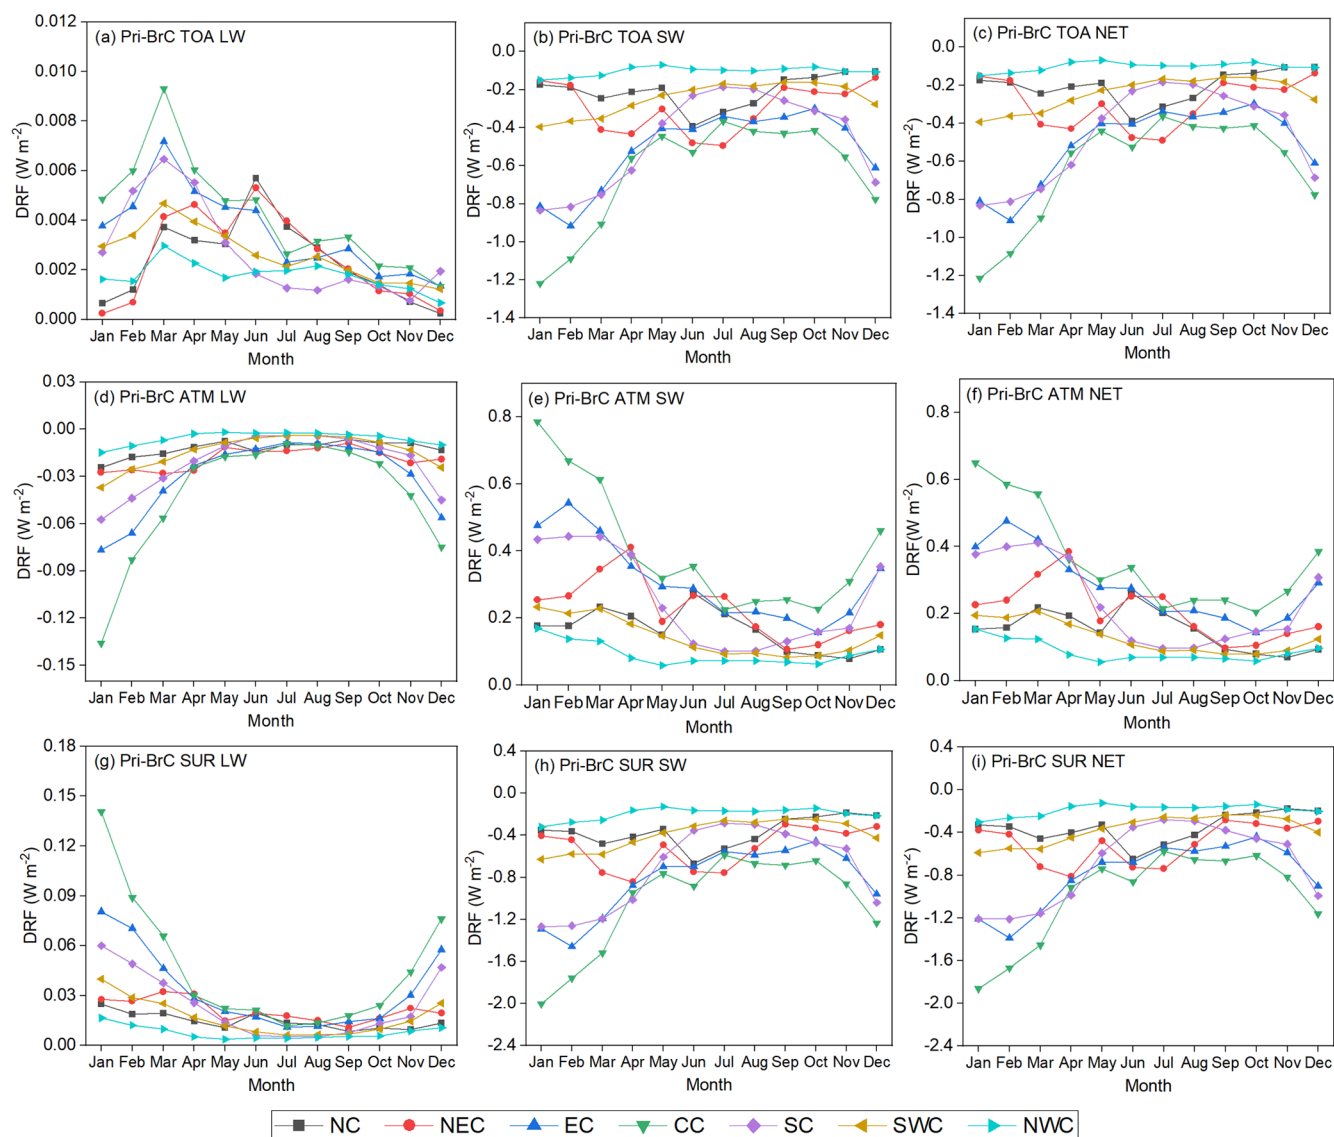 (a) Pri-BrC TOA LW
DRF (W m⁻²)
0.012
0.010
0.008
0.006
0.004
0.002
0.000
Jan Feb Mar Apr May Jun Jul Aug Sep Oct Nov Dec
Month
(b) Pri-BrC TOA SW
DRF (W m⁻²)
0.0
-0.2
-0.4
-0.6
-0.8
-1.0
-1.2
-1.4
Jan Feb Mar Apr May Jun Jul Aug Sep Oct Nov Dec
Month
(c) Pri-BrC TOA NET
DRF (W m⁻²)
0.0
-0.2
-0.4
-0.6
-0.8
-1.0
-1.2
-1.4
Jan Feb Mar Apr May Jun Jul Aug Sep Oct Nov Dec
Month
(d) Pri-BrC ATM LW
DRF (W m⁻²)
0.03
0.00
-0.03
-0.06
-0.09
-0.12
-0.15
Jan Feb Mar Apr May Jun Jul Aug Sep Oct Nov Dec
Month
(e) Pri-BrC ATM SW
DRF (W m⁻²)
0.8
0.6
0.4
0.2
0.0
Jan Feb Mar Apr May Jun Jul Aug Sep Oct Nov Dec
Month
(f) Pri-BrC ATM NET
DRF(W m⁻²)
0.8
0.6
0.4
0.2
0.0
Jan Feb Mar Apr May Jun Jul Aug Sep Oct Nov Dec
Month
(g) Pri-BrC SUR LW
DRF (W m⁻²)
0.18
0.15
0.12
0.09
0.06
0.03
0.00
Jan Feb Mar Apr May Jun Jul Aug Sep Oct Nov Dec
Month
(h) Pri-BrC SUR SW
DRF (W m⁻²)
0.4
0.0
-0.4
-0.8
-1.2
-1.6
-2.0
-2.4
Jan Feb Mar Apr May Jun Jul Aug Sep Oct Nov Dec
Month
(i) Pri-BrC SUR NET
DRF (W m⁻²)
0.4
0.0
-0.4
-0.8
-1.2
-1.6
-2.0
-2.4
Jan Feb Mar Apr May Jun Jul Aug Sep Oct Nov Dec
Month
NC NEC EC CC SC SWC NWC